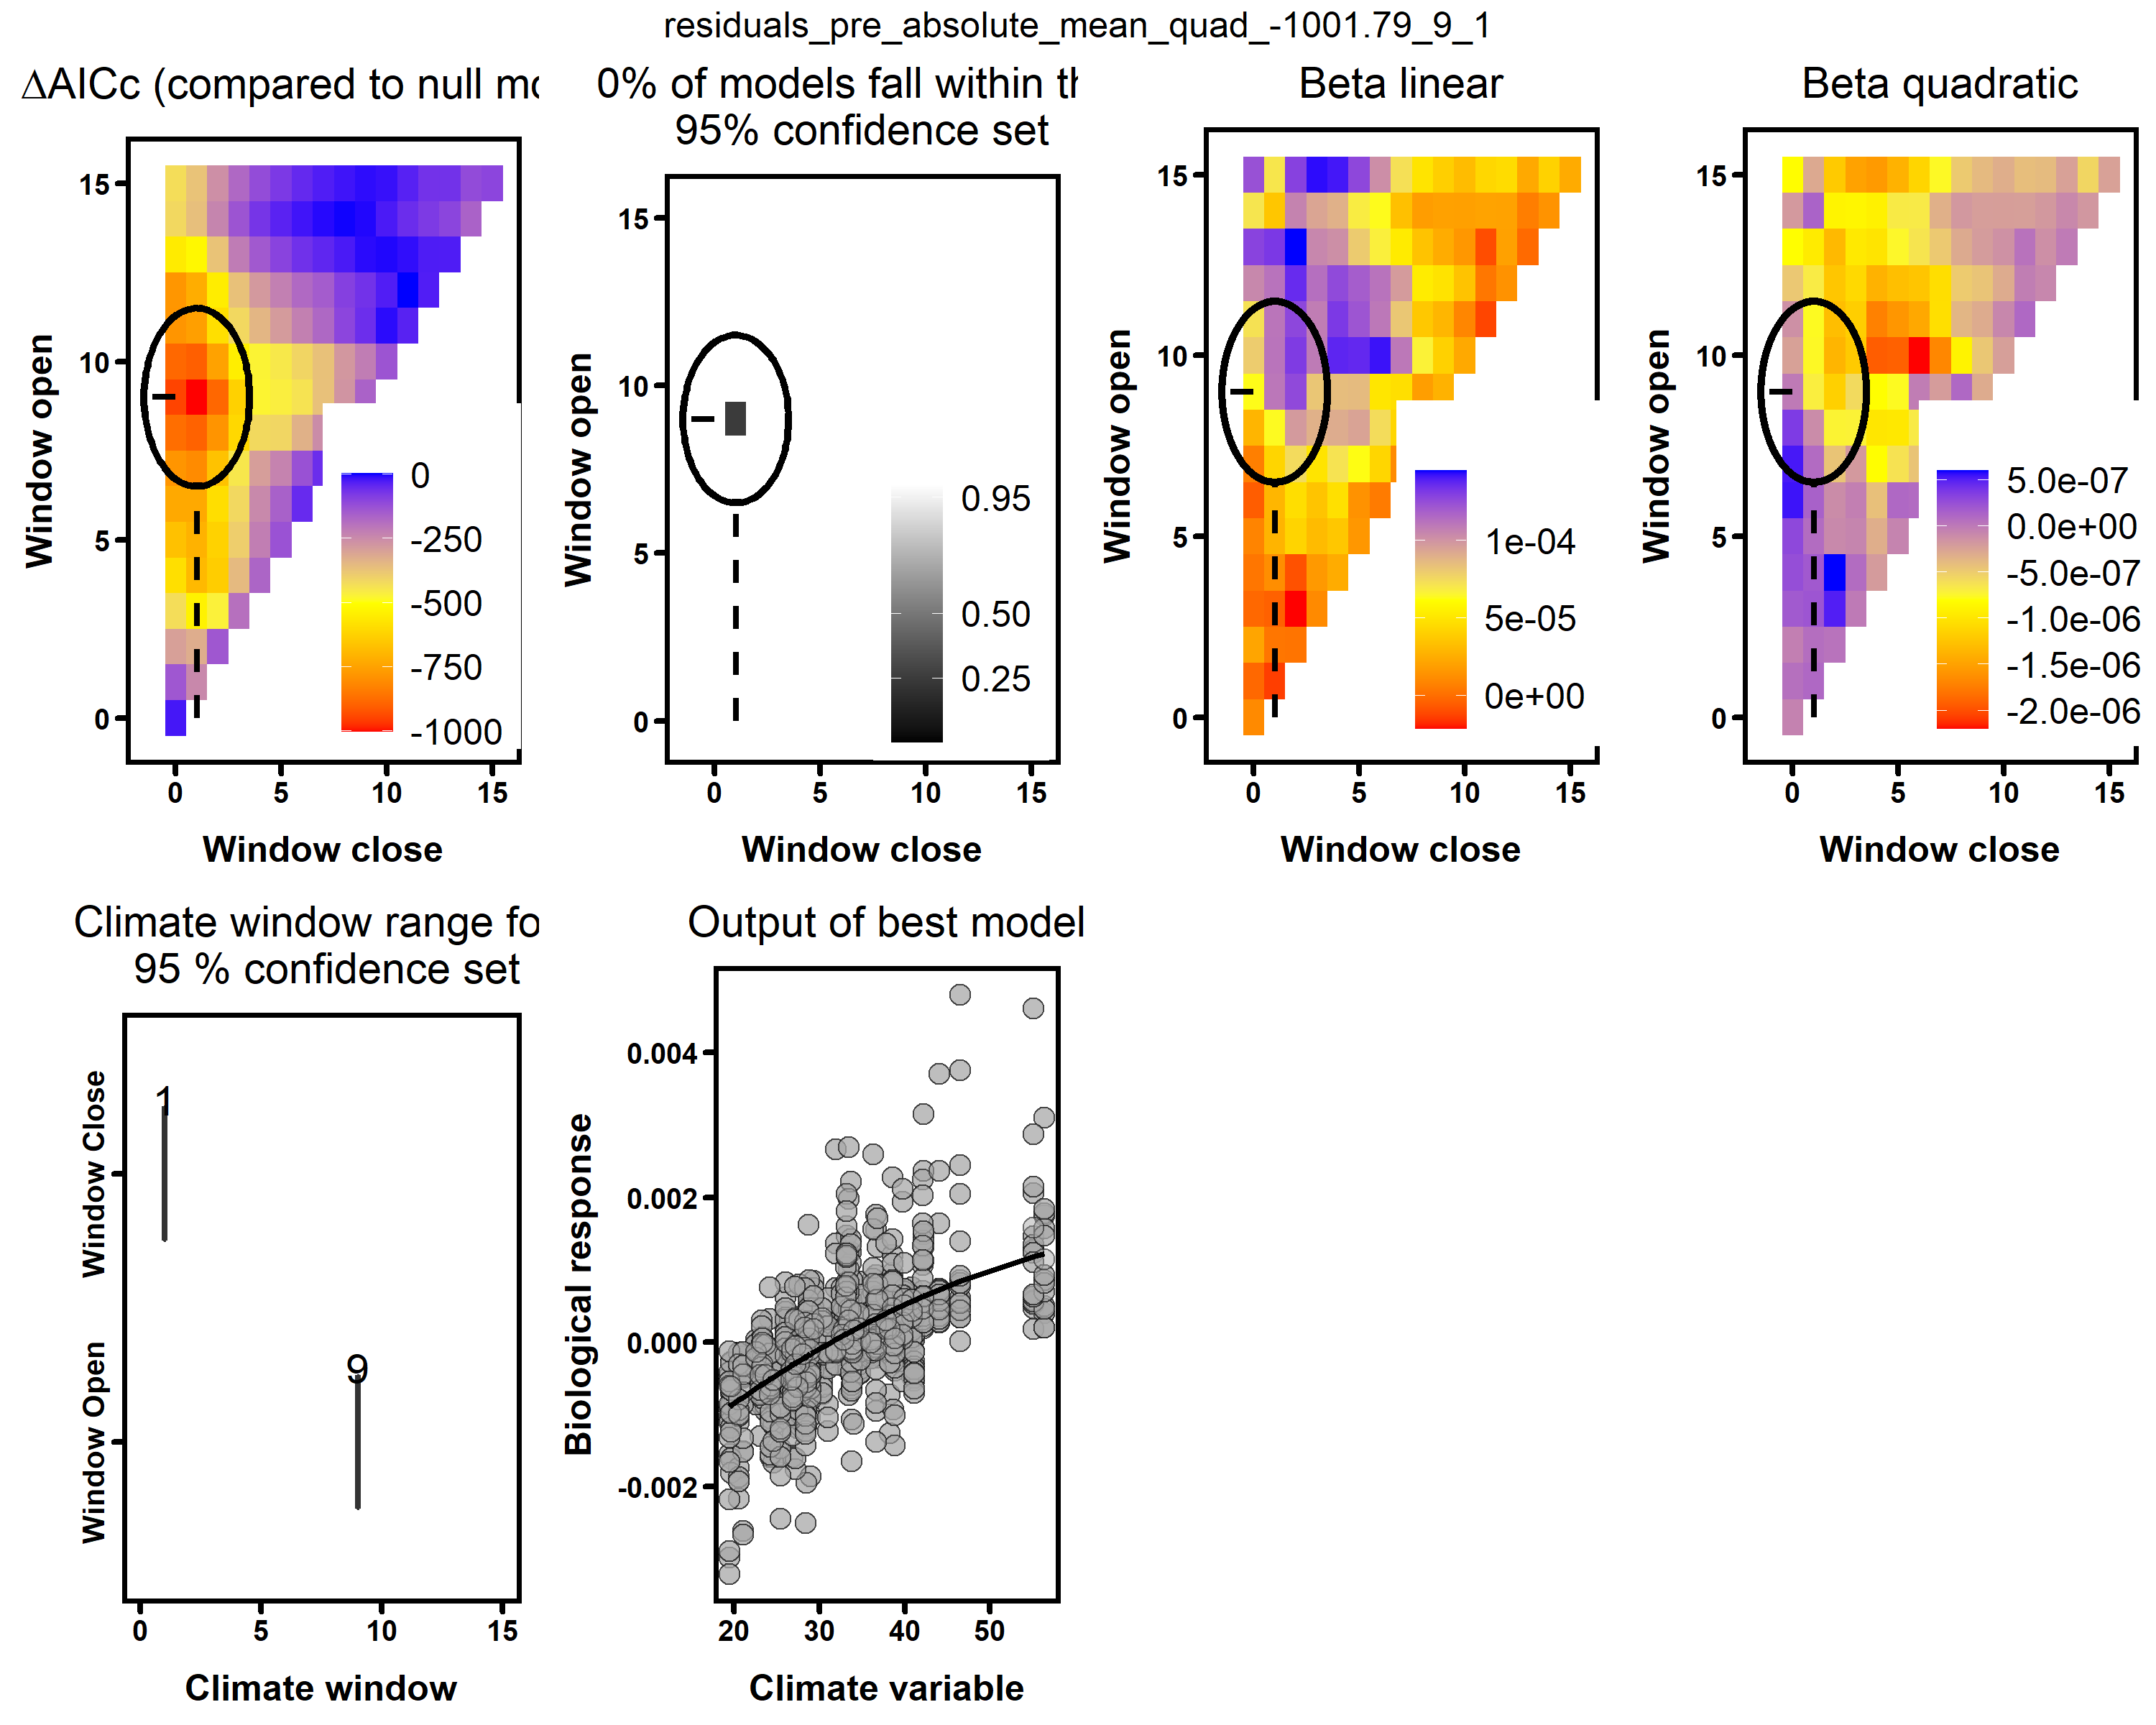 residuals_pre_absolute_mean_quad_-1001.79_9_1
ΔAICc (compared to null mo
15
10
5
0
0
-250
-500
-750
-1000
0 5 10 15
Window open
Window close
0% of models fall within th
95% confidence set
15
10
5
0
0.95
0.50
0.25
0 5 10 15
Window open
Window close
Beta linear
15
10
5
0
1e-04
5e-05
0e+00
0 5 10 15
Window open
Window close
Beta quadratic
15
10
5
0
5.0e-07
0.0e+00
-5.0e-07
-1.0e-06
-1.5e-06
-2.0e-06
0 5 10 15
Window open
Window close
Climate window range fo
95 % confidence set
Window Close
Window Open
1
9
0 5 10 15
Climate window
Output of best model
0.004
0.002
0.000
-0.002
20 30 40 50
Biological response
Climate variable